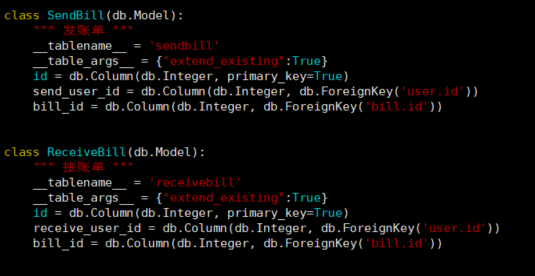 class SendBill(db.Model):
    """ 发账单 """
    __tablename__ = 'sendbill'
    __table_args__ = {"extend_existing":True}
    id = db.Column(db.Integer, primary_key=True)
    send_user_id = db.Column(db.Integer, db.ForeignKey('user.id'))
    bill_id = db.Column(db.Integer, db.ForeignKey('bill.id'))
class ReceiveBill(db.Model):
    """ 接账单 """
    __tablename__ = 'receivebill'
    __table_args__ = {"extend_existing":True}
    id = db.Column(db.Integer, primary_key=True)
    receive_user_id = db.Column(db.Integer, db.ForeignKey('user.id'))
    bill_id = db.Column(db.Integer, db.ForeignKey('bill.id'))